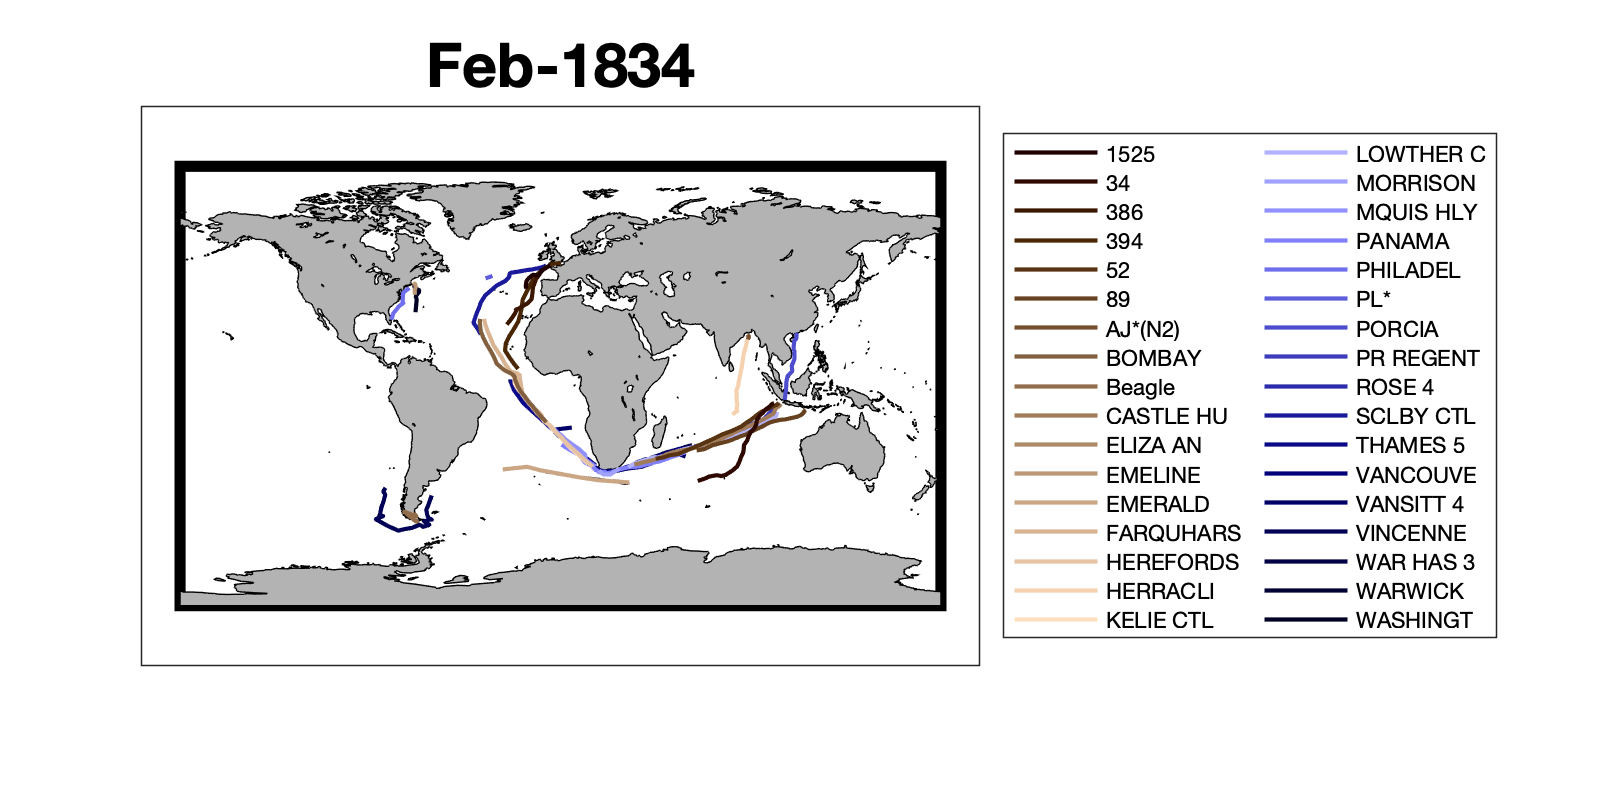 Feb-1834
1525
34
386
394
52
89
AJ*(N2)
BOMBAY
Beagle
CASTLE HU
ELIZA AN
EMELINE
EMERALD
FARQUHARS
HEREFORDS
HERRACLI
KELIE CTL
LOWTHER C
MORRISON
MQUIS HLY
PANAMA
PHILADEL
PL*
PORCIA
PR REGENT
ROSE 4
SCLBY CTL
THAMES 5
VANCOUVE
VANSITT 4
VINCENNE
WAR HAS 3
WARWICK
WASHINGT